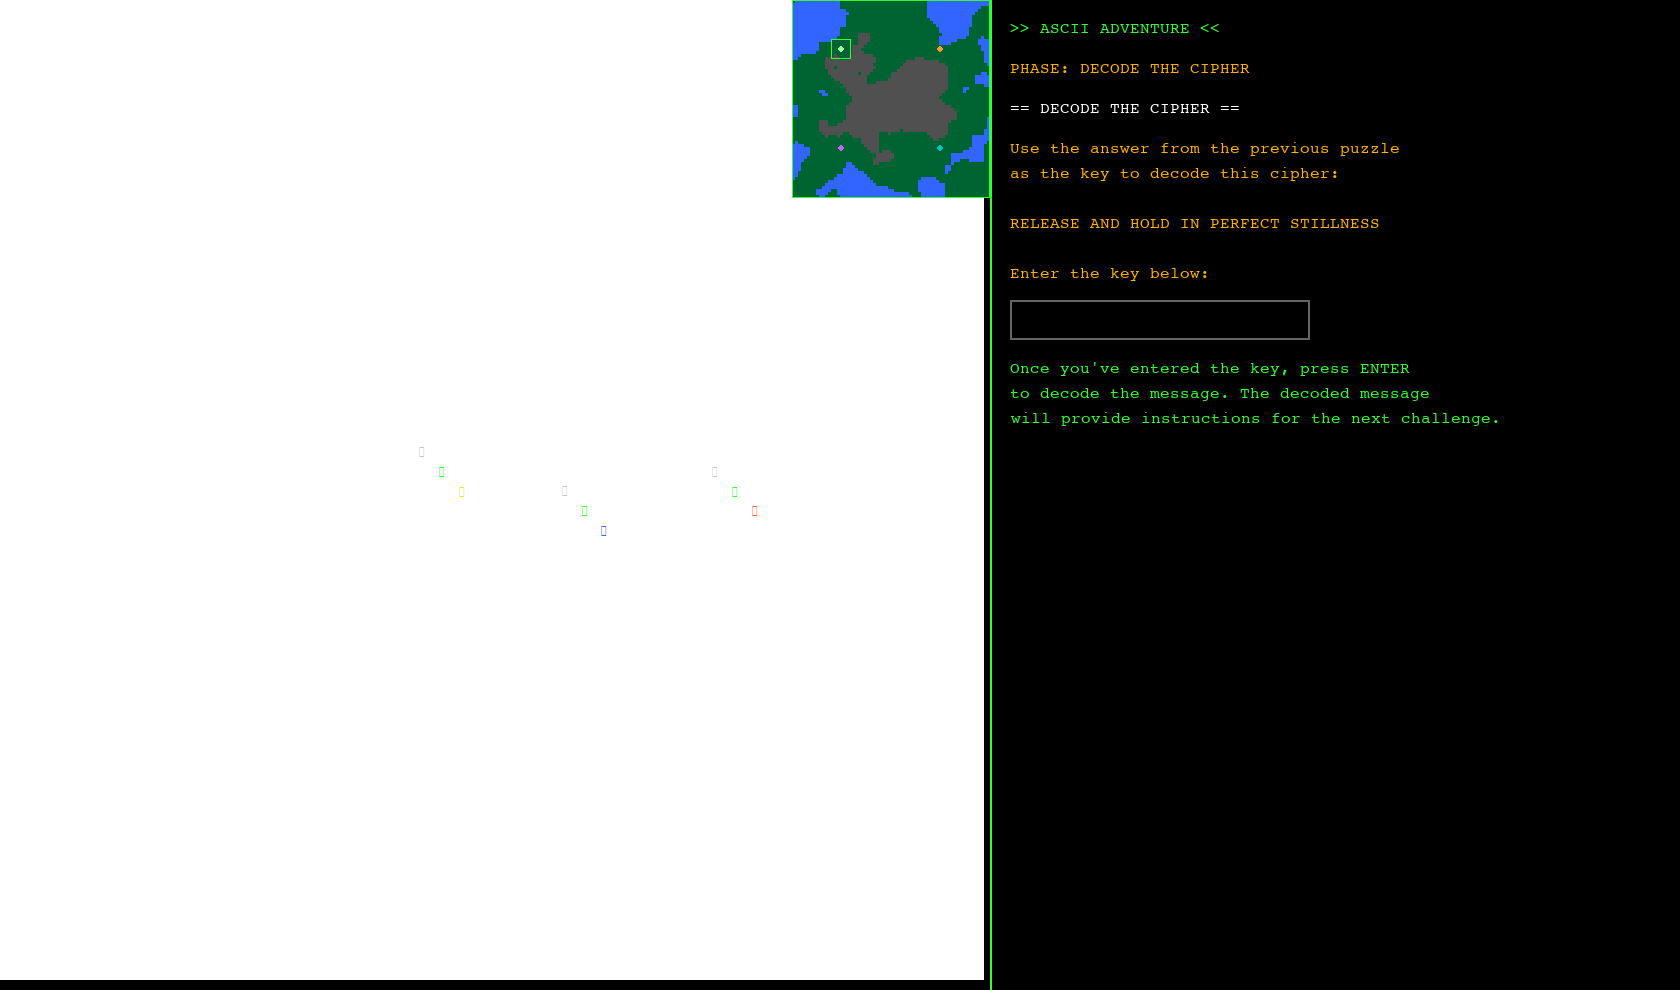 >> ASCII ADVENTURE <<
PHASE: DECODE THE CIPHER
== DECODE THE CIPHER ==
Use the answer from the previous puzzle
as the key to decode this cipher:
RELEASE AND HOLD IN PERFECT STILLNESS
Enter the key below:
Once you've entered the key, press ENTER
to decode the message. The decoded message
will provide instructions for the next challenge.